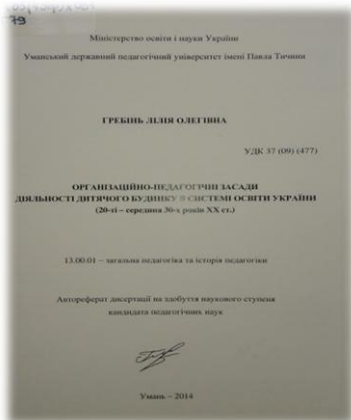 79
Міністерство освіти і науки України
Уманський державний педагогічний університет імені Павла Тичини
ГРЕБІНЬ ЛІЛІЯ ОЛЕГІВНА
УДК 37 (09) (477)
ОРГАНІЗАЦІЙНО-ПЕДАГОГІЧНІ ЗАСАДИ
ДІЯЛЬНОСТІ ДИТЯЧОГО БУДИНКУ В СИСТЕМІ ОСВІТИ УКРАЇНИ
(20-ті – середина 30-х років ХХ ст.)
13.00.01 – загальна педагогіка та історія педагогіки
Автореферат дисертації на здобуття наукового ступеня
кандидата педагогічних наук
Умань – 2014